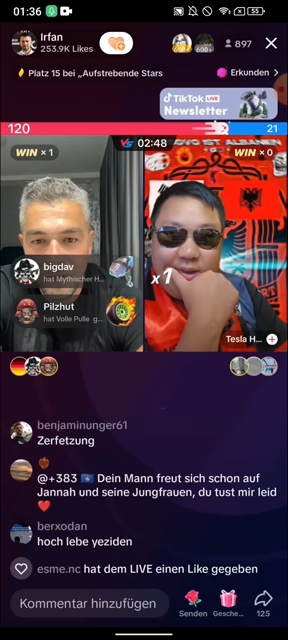 01:36
55
Irfan
253.9K Likes
600+
897
Platz 15 bei „Aufstrebende Stars
Erkunden >
TikTok LIVE
Newsletter
120
21
VS 02:48
WIN × 1
WIN × 0
x1
bigdav
hat Mythischer H...
Pilzhut
hat Volle Pulle g...
Tesla H...
benjaminunger61
Zerfetzung
@+383 🇽🇰 Dein Mann freut sich schon auf
Jannah und seine Jungfrauen, du tust mir leid
❤️
berxodan
hoch lebe yeziden
esme.nc hat dem LIVE einen Like gegeben
Kommentar hinzufügen
Senden
Gesche...
125